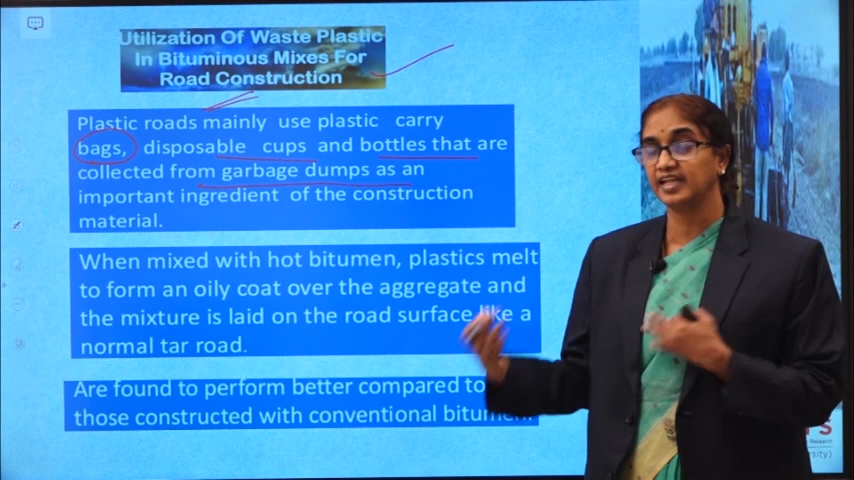 Utilization Of Waste Plastic
In Bituminous Mixes For
Road Construction
Plastic roads mainly use plastic carry
bags, disposable cups and bottles that are
collected from garbage dumps as an
important ingredient of the construction
material.
When mixed with hot bitumen, plastics melt
to form an oily coat over the aggregate and
the mixture is laid on the road surface like a
normal tar road.
Are found to perform better compared to
those constructed with conventional bitumen.
Research
rsity)